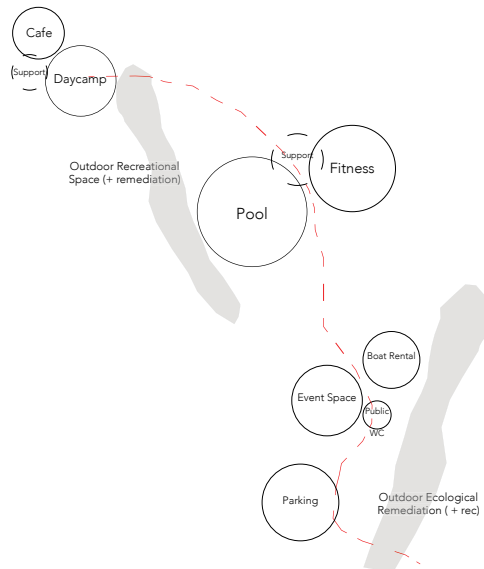 Cafe
(Support)
Daycamp
Support
Outdoor Recreational
Space (+ remediation)
Fitness
Pool
Boat Rental
Event Space
Public
WC
Parking
Outdoor Ecological
Remediation ( + rec)